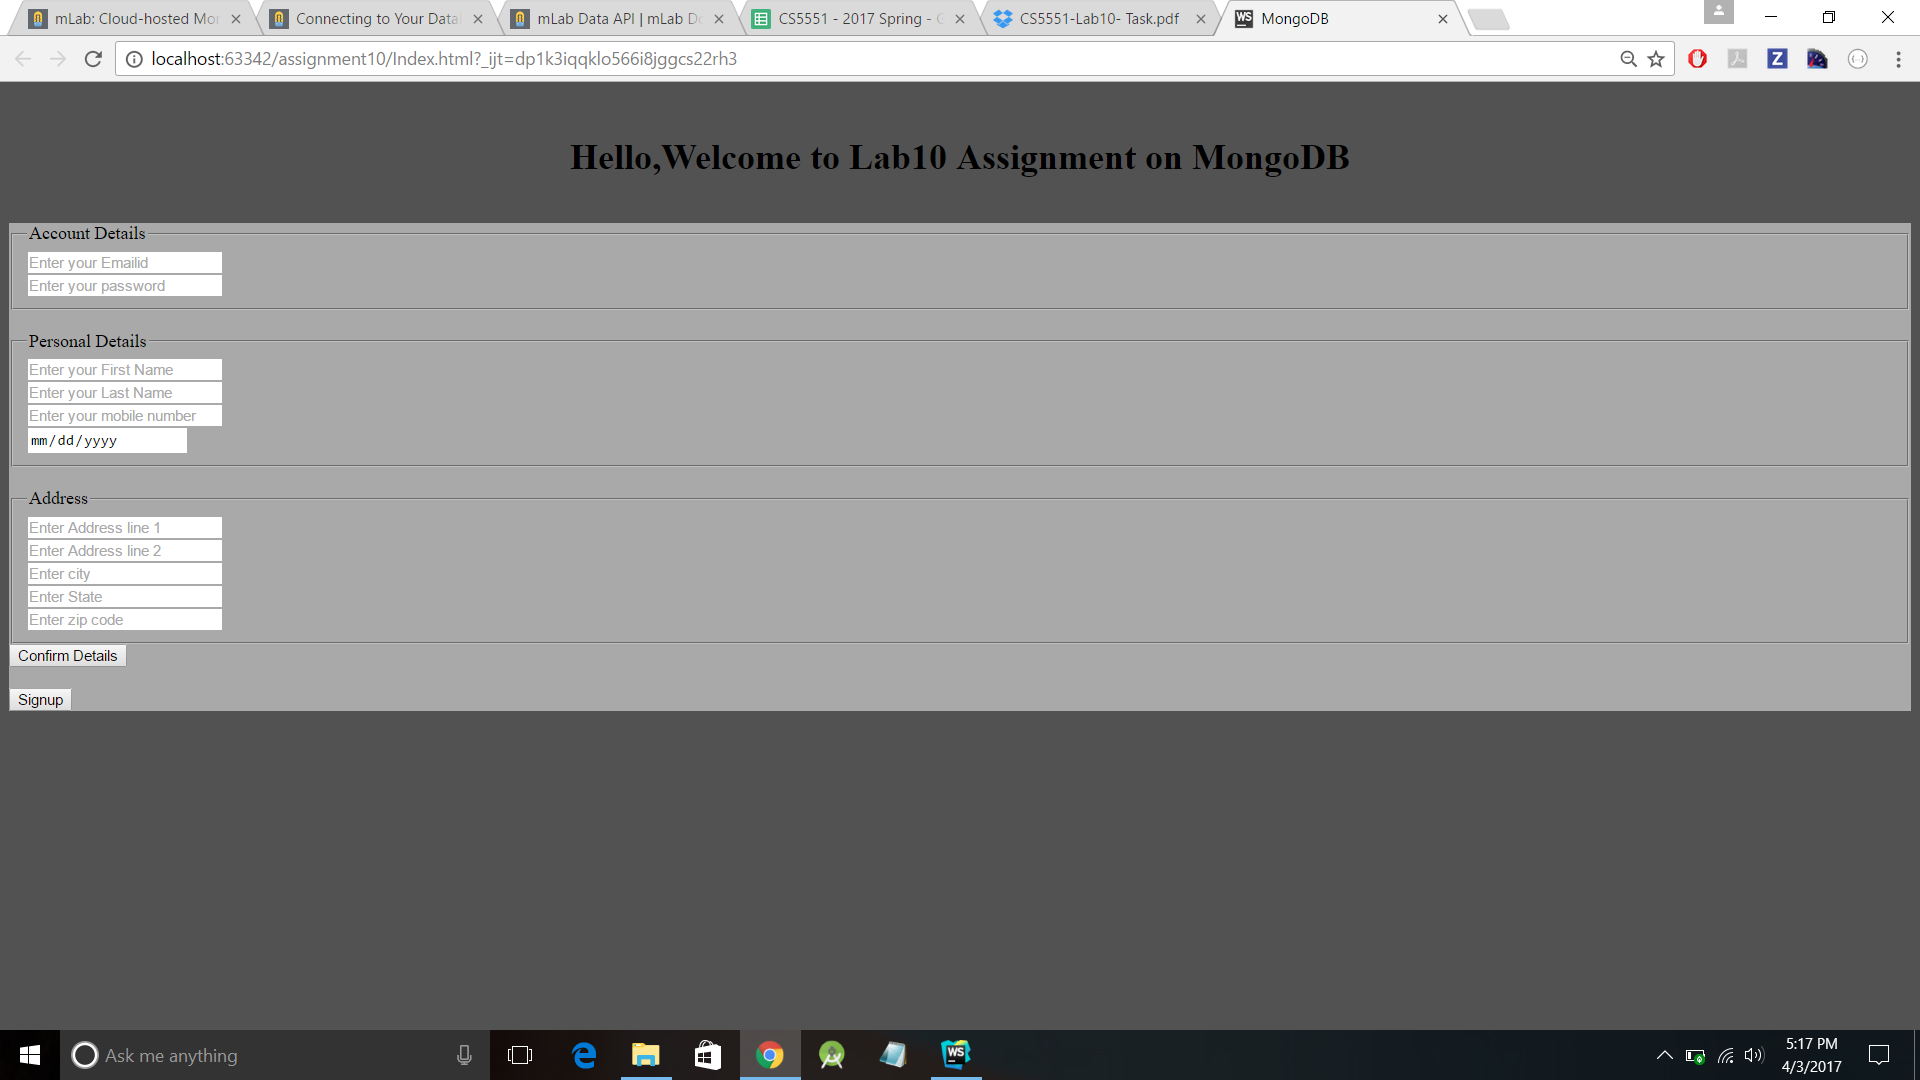 mLab: Cloud-hosted Mon
Connecting to Your Data
mLab Data API | mLab Do
CS5551 - 2017 Spring - G
CS5551-Lab10- Task.pdf
WS MongoDB
localhost:63342/assignment10/Index.html?_ijt=dp1k3iqqklo566i8jggcs22rh3
Z
Hello,Welcome to Lab10 Assignment on MongoDB
Account Details
Enter your Emailid
Enter your password
Personal Details
Enter your First Name
Enter your Last Name
Enter your mobile number
mm/dd/yyyy
Address
Enter Address line 1
Enter Address line 2
Enter city
Enter State
Enter zip code
Confirm Details
Signup
Ask me anything
WS
5:17 PM
4/3/2017